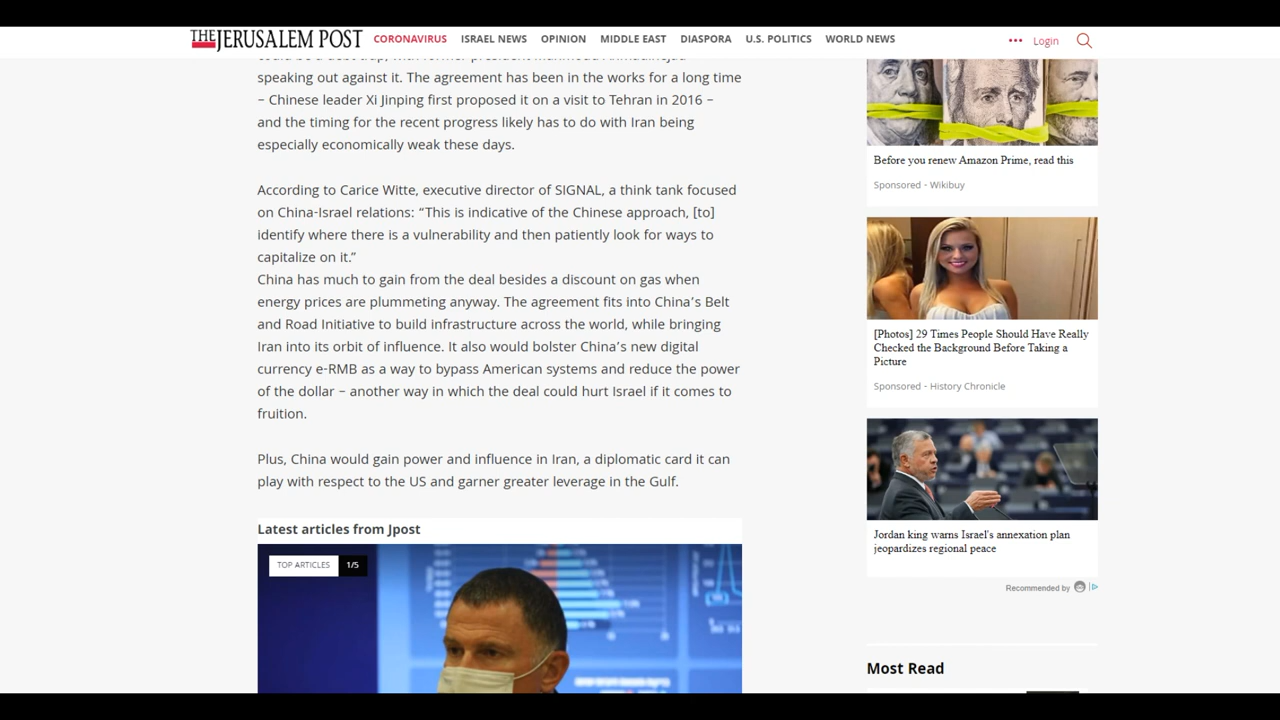 THE JERUSALEM POST
CORONAVIRUS ISRAEL NEWS OPINION MIDDLE EAST DIASPORA U.S. POLITICS WORLD NEWS
Login
speaking out against it. The agreement has been in the works for a long time
– Chinese leader Xi Jinping first proposed it on a visit to Tehran in 2016 –
and the timing for the recent progress likely has to do with Iran being
especially economically weak these days.
According to Carice Witte, executive director of SIGNAL, a think tank focused
on China-Israel relations: “This is indicative of the Chinese approach, [to]
identify where there is a vulnerability and then patiently look for ways to
capitalize on it.”
China has much to gain from the deal besides a discount on gas when
energy prices are plummeting anyway. The agreement fits into China’s Belt
and Road Initiative to build infrastructure across the world, while bringing
Iran into its orbit of influence. It also would bolster China’s new digital
currency e-RMB as a way to bypass American systems and reduce the power
of the dollar – another way in which the deal could hurt Israel if it comes to
fruition.
Plus, China would gain power and influence in Iran, a diplomatic card it can
play with respect to the US and garner greater leverage in the Gulf.
Latest articles from Jpost
TOP ARTICLES 1/5
Before you renew Amazon Prime, read this
Sponsored - Wikibuy
[Photos] 29 Times People Should Have Really
Checked the Background Before Taking a
Picture
Sponsored - History Chronicle
Jordan king warns Israel's annexation plan
jeopardizes regional peace
Recommended by
Most Read